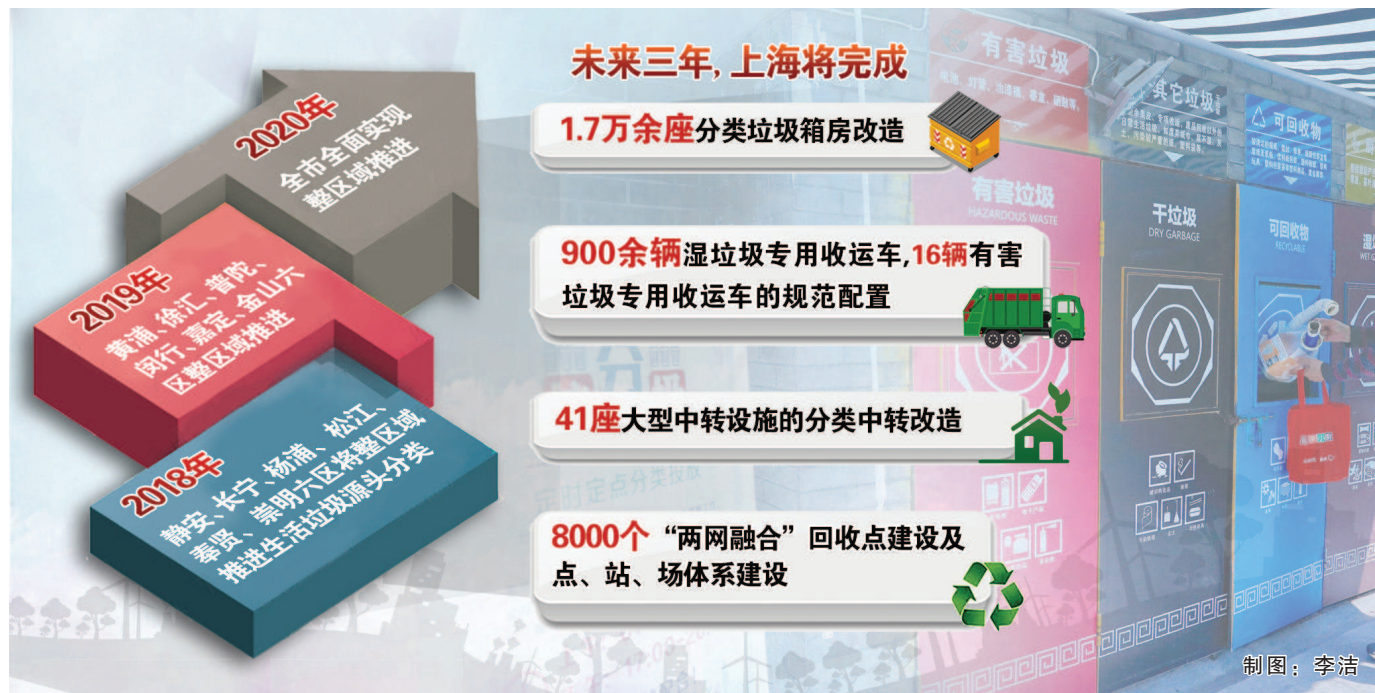 未来三年,上海将完成
1.7万余座分类垃圾箱房改造
900余辆湿垃圾专用收运车,16辆有害
垃圾专用收运车的规范配置
41座大型中转设施的分类中转改造
8000个“两网融合”回收点建设及
点、站、场体系建设
2020年
全市全面实现
整区域推进
2019年
黄浦、徐汇、普陀、
闵行、嘉定、金山六
区整区域推进
2018年
静安、长宁、杨浦、松江、
奉贤、崇明六区将整区域
推进生活垃圾源头分类
有害垃圾
其它垃圾
可回收物
有害垃圾
HAZARDOUS WASTE
干垃圾
DRY GARBAGE
可回收物
RECYCLABLE
定时定点分类投放
制图：李洁